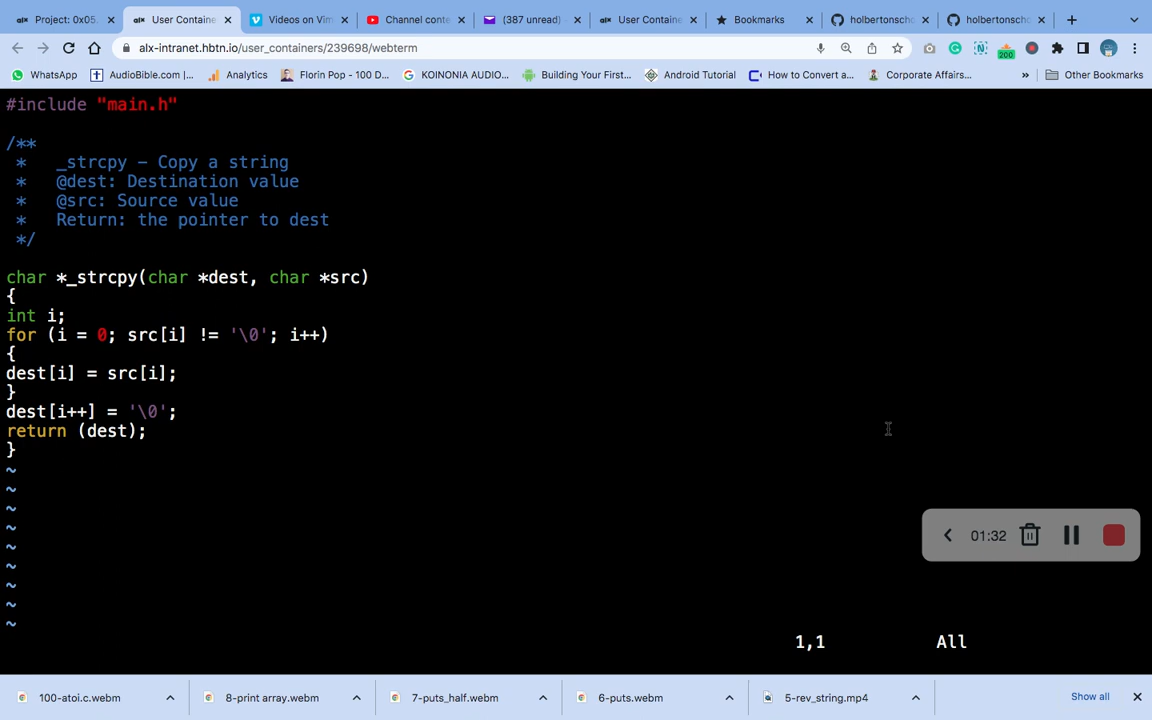 Project: 0x05. User Containe Videos on Vim Channel conte (387 unread) User Containe Bookmarks holbertonscho holbertonscho
alx-intranet.hbtn.io/user_containers/239698/webterm
WhatsApp AudioBible.com |... Analytics Florin Pop - 100 D... KOINONIA AUDIO... Building Your First... Android Tutorial How to Convert a... Corporate Affairs... » Other Bookmarks
200
#include "main.h"
/**
* _strcpy - Copy a string
* @dest: Destination value
* @src: Source value
* Return: the pointer to dest
*/
char *_strcpy(char *dest, char *src)
{
int i;
for (i = 0; src[i] != '\0'; i++)
{
dest[i] = src[i];
}
dest[i++] = '\0';
return (dest);
}
~
~
~
~
~
~
~
~
~
01:32
1,1 All
100-atoi.c.webm 8-print array.webm 7-puts_half.webm 6-puts.webm 5-rev_string.mp4 Show all